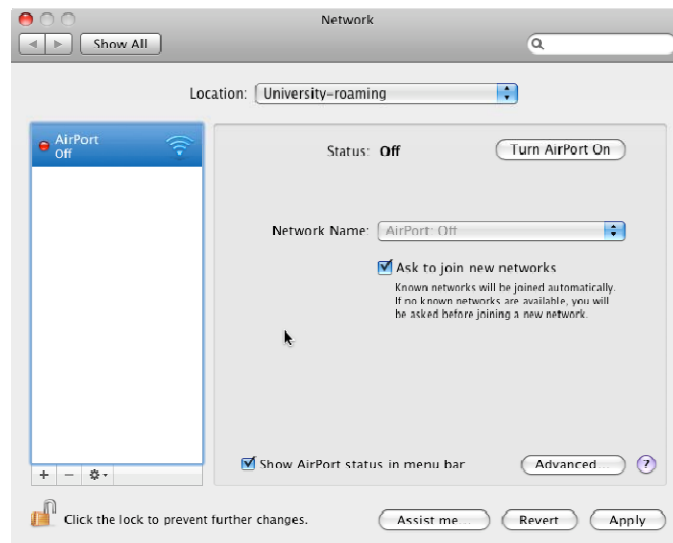 Network
Show All
Location: University-roaming
AirPort
Off
Status: Off
Turn AirPort On
Network Name: AirPort: Off
Ask to join new networks
Known networks will be joined automatically.
If no known networks are available, you will
be asked before joining a new network.
Show AirPort status in menu bar
Advanced...
?
+ −
Click the lock to prevent further changes.
Assist me...
Revert
Apply